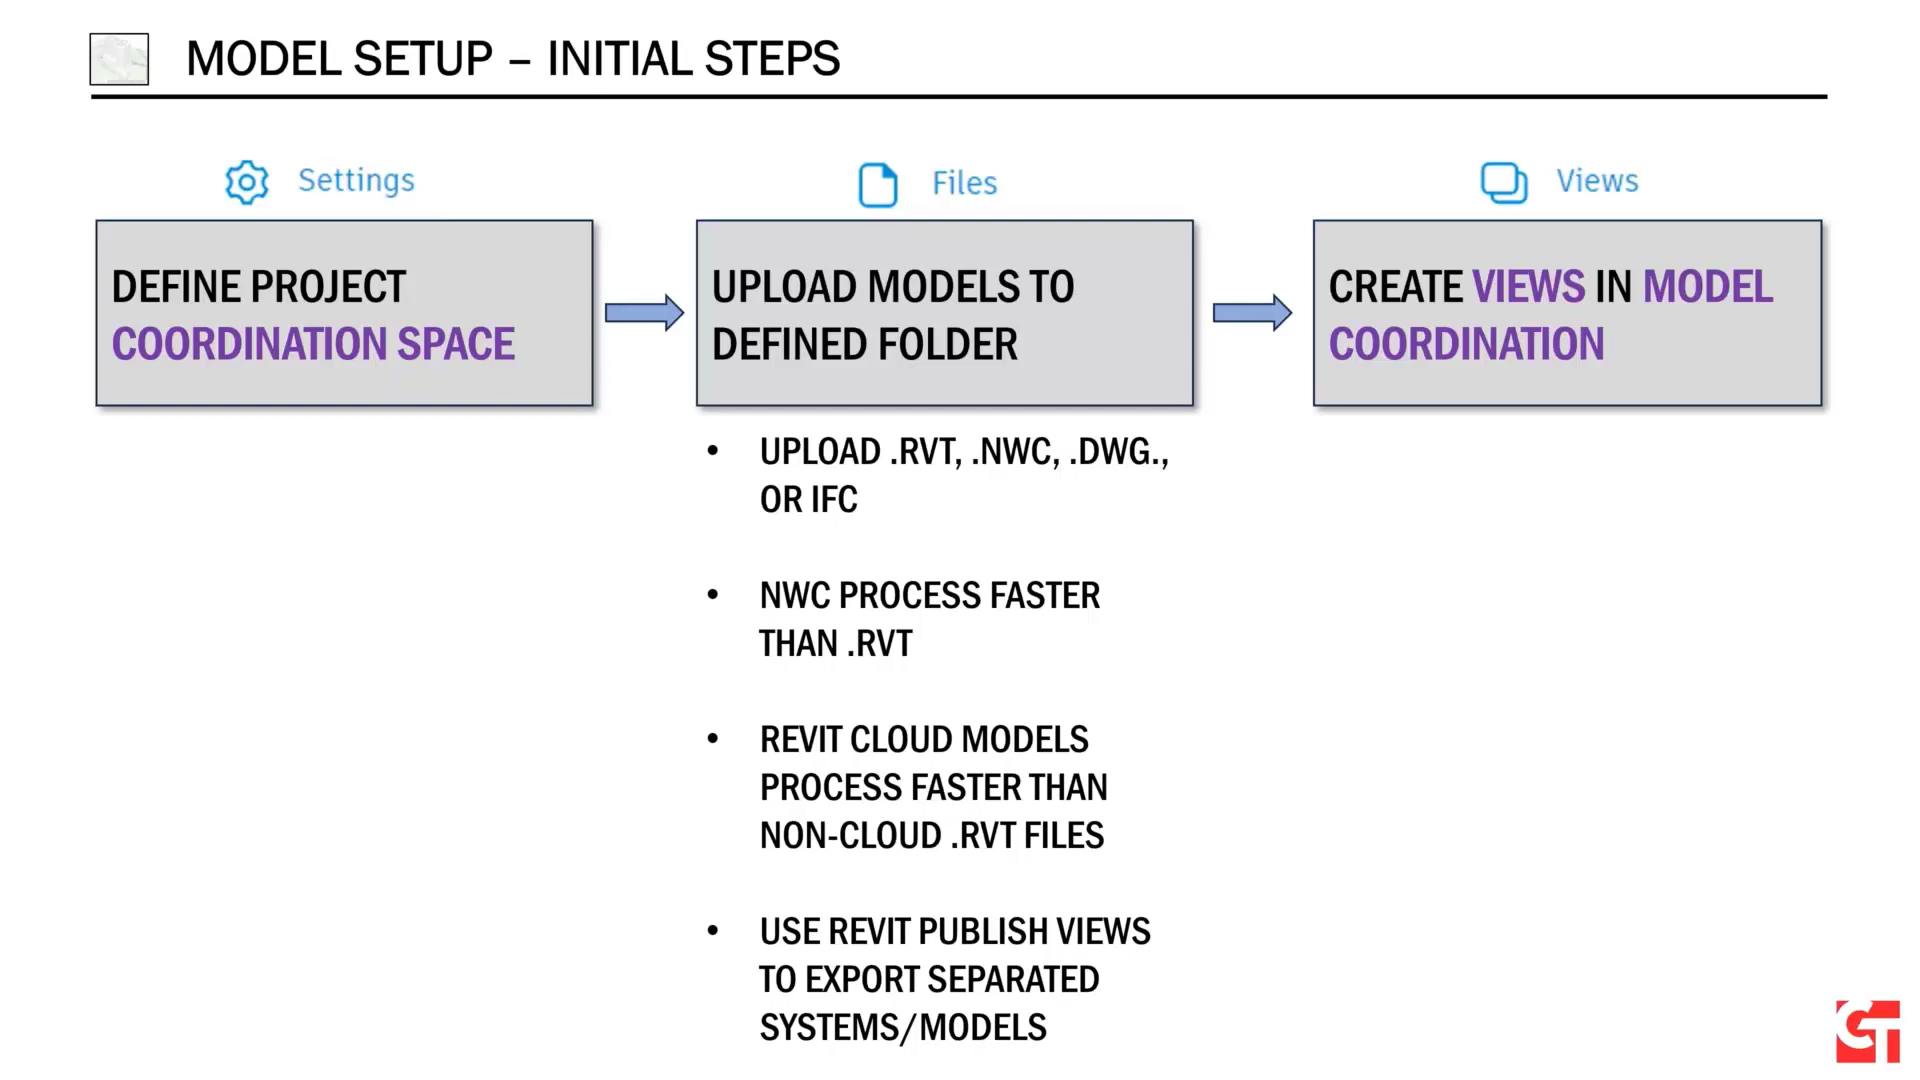 MODEL SETUP – INITIAL STEPS
Settings
DEFINE PROJECT
COORDINATION SPACE
Files
UPLOAD MODELS TO
DEFINED FOLDER
• UPLOAD .RVT, .NWC, .DWG.,
OR IFC
• NWC PROCESS FASTER
THAN .RVT
• REVIT CLOUD MODELS
PROCESS FASTER THAN
NON-CLOUD .RVT FILES
• USE REVIT PUBLISH VIEWS
TO EXPORT SEPARATED
SYSTEMS/MODELS
Views
CREATE VIEWS IN MODEL
COORDINATION
GT